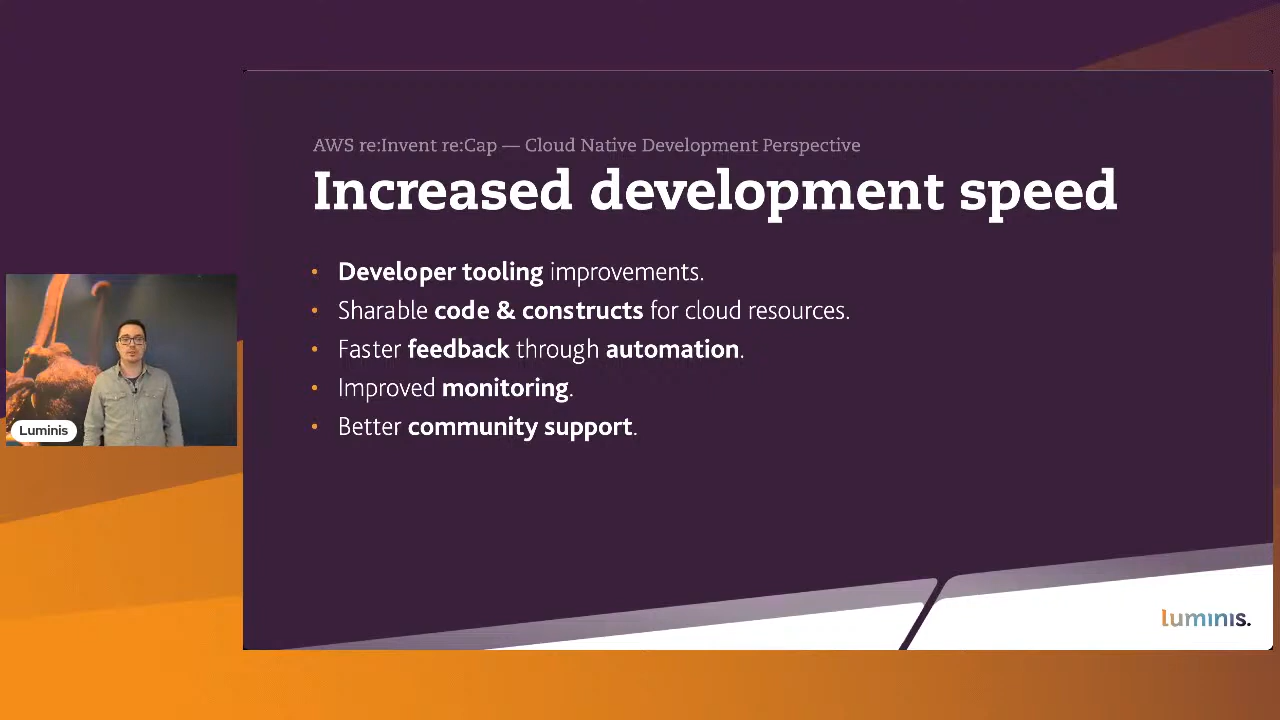 AWS re:Invent re:Cap — Cloud Native Development Perspective
Increased development speed
• Developer tooling improvements.
• Sharable code & constructs for cloud resources.
• Faster feedback through automation.
• Improved monitoring.
• Better community support.
Luminis
luminis.